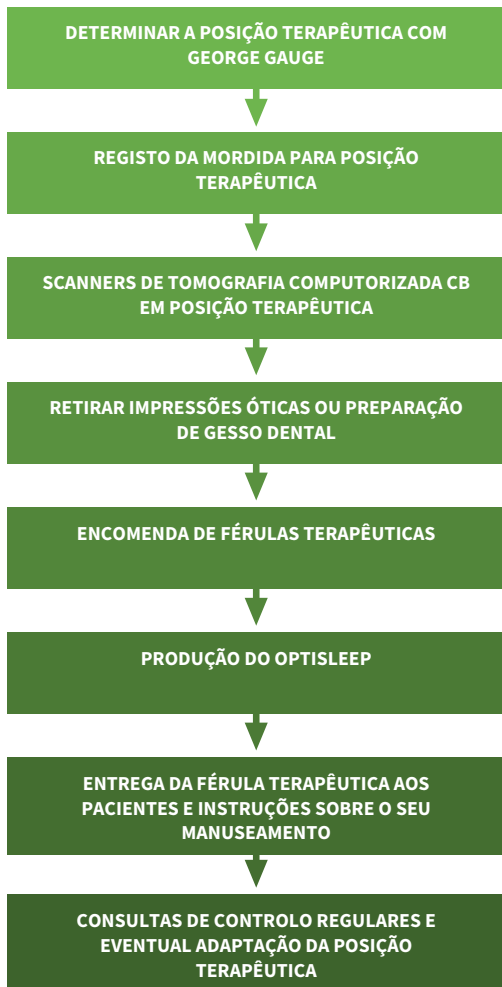 DETERMINAR A POSIÇÃO TERAPÊUTICA COM
GEORGE GAUGE
REGISTO DA MORDIDA PARA POSIÇÃO
TERAPÊUTICA
SCANNERS DE TOMOGRAFIA COMPUTORIZADA CB
EM POSIÇÃO TERAPÊUTICA
RETIRAR IMPRESSÕES ÓTICAS OU PREPARAÇÃO
DE GESSO DENTAL
ENCOMENDA DE FÉRULAS TERAPÊUTICAS
PRODUÇÃO DO OPTISLEEP
ENTREGA DA FÉRULA TERAPÊUTICA AOS
PACIENTES E INSTRUÇÕES SOBRE O SEU
MANUSEAMENTO
CONSULTAS DE CONTROLO REGULARES E
EVENTUAL ADAPTAÇÃO DA POSIÇÃO
TERAPÊUTICA